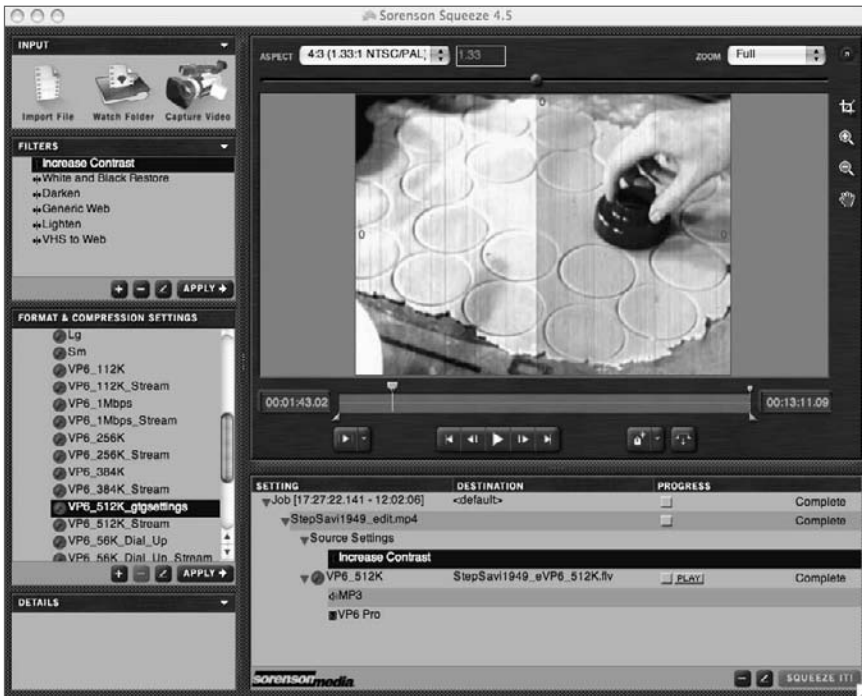 Sorenson Squeeze 4.5
INPUT
Import File Watch Folder Capture Video
FILTERS
Increase Contrast
White and Black Restore
Darken
Generic Web
Lighten
VHS to Web
APPLY
FORMAT & COMPRESSION SETTINGS
Lg
Sm
VP6_112K
VP6_112K_Stream
VP6_1Mbps
VP6_1Mbps_Stream
VP6_256K
VP6_256K_Stream
VP6_384K
VP6_384K_Stream
VP6_512K_gtgsettings
VP6_512K_Stream
VP6_56K_Dial_Up
VP6_56K_Dial_Up_Stream
APPLY
DETAILS
ASPECT 4:3 (1.33:1 NTSC/PAL) 1.33 ZOOM Full
0
0 0
0
00:01:43.02 00:13:11.09
SETTING DESTINATION PROGRESS
Job [17:27:22.141 - 12:02:06] <default> Complete
StepSavi1949_edit.mp4 Complete
Source Settings
Increase Contrast
VP6_512K StepSavi1949_eVP6_512K.flv PLAY Complete
MP3
VP6 Pro
sorensonmedia SQUEEZE IT!